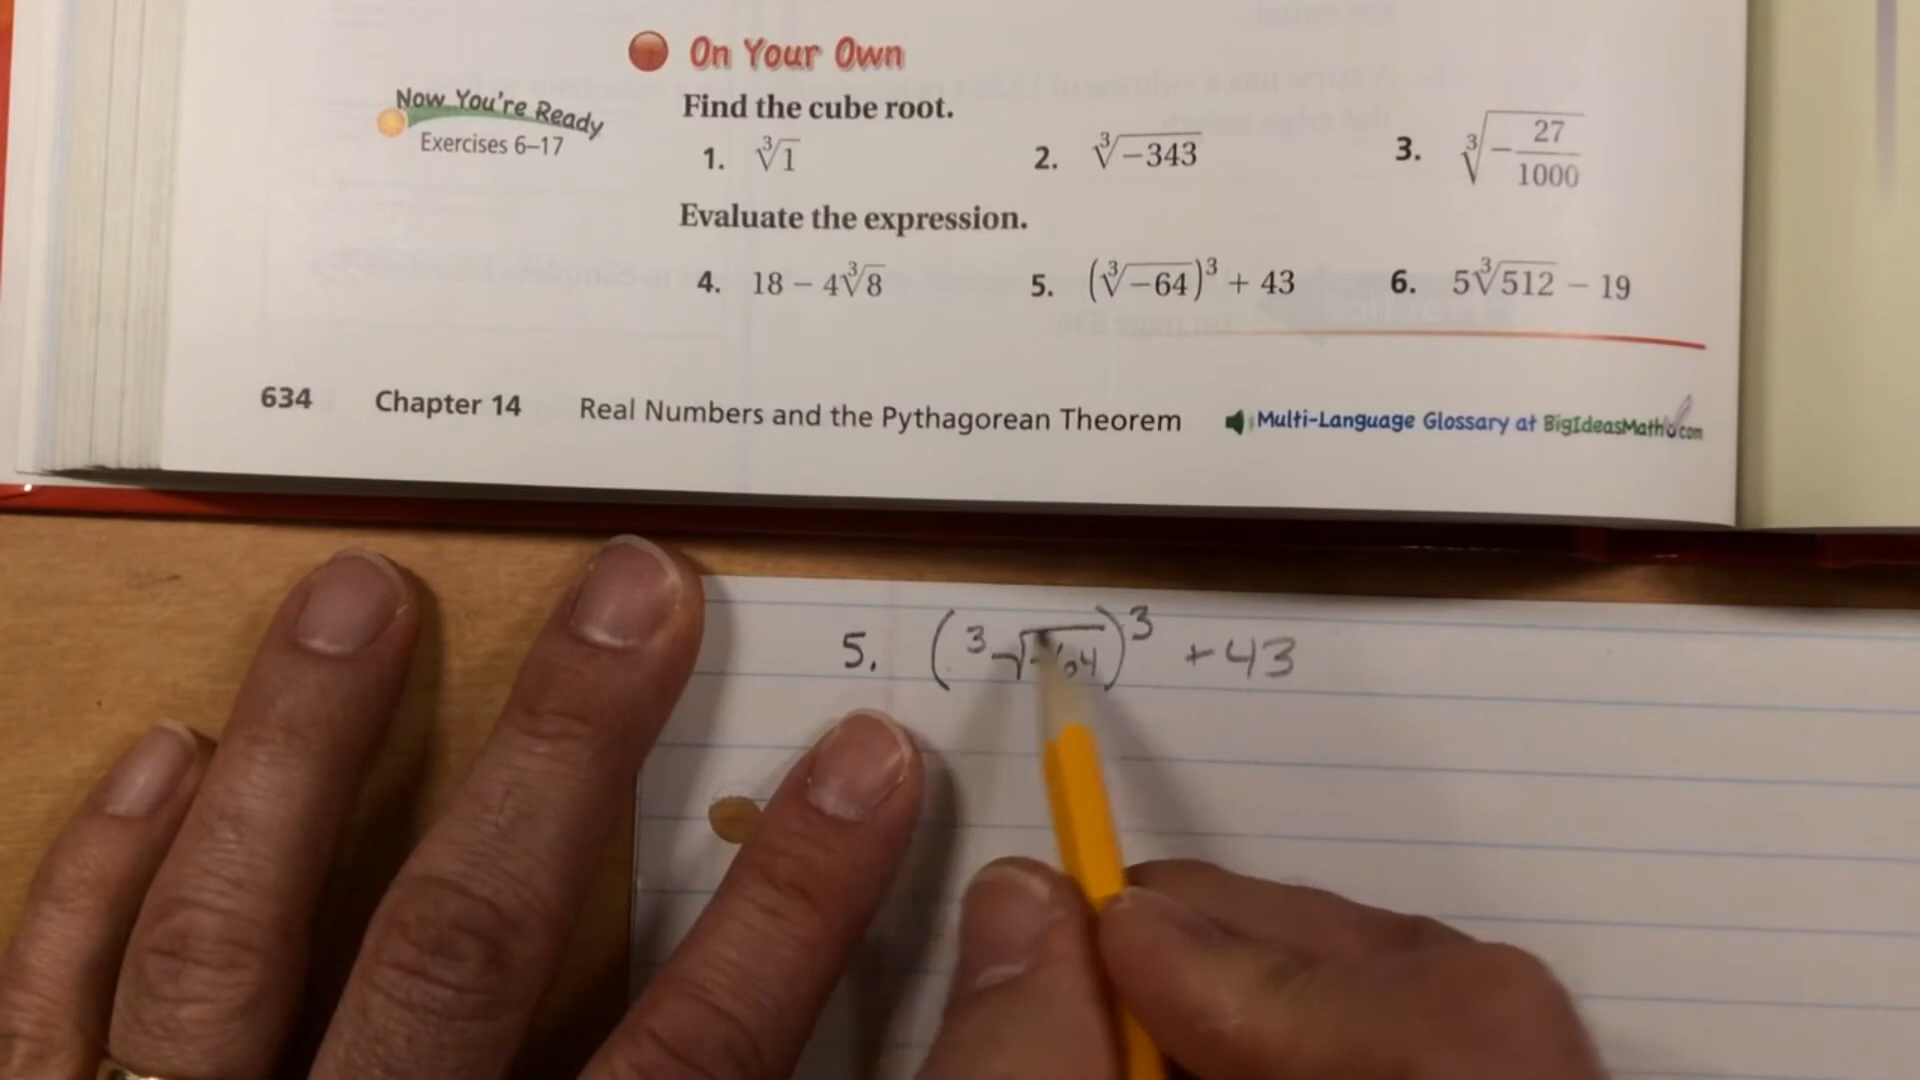 On Your Own
Now You're Ready
Exercises 6–17
Find the cube root.
1. ∛1 2. ∛−343 3. ∛−27/1000
Evaluate the expression.
4. 18 − 4∛8 5. (∛−64)³ + 43 6. 5∛512 − 19
634 Chapter 14 Real Numbers and the Pythagorean Theorem Multi-Language Glossary at BigIdeasMath.com
5. (∛-64)³ + 43